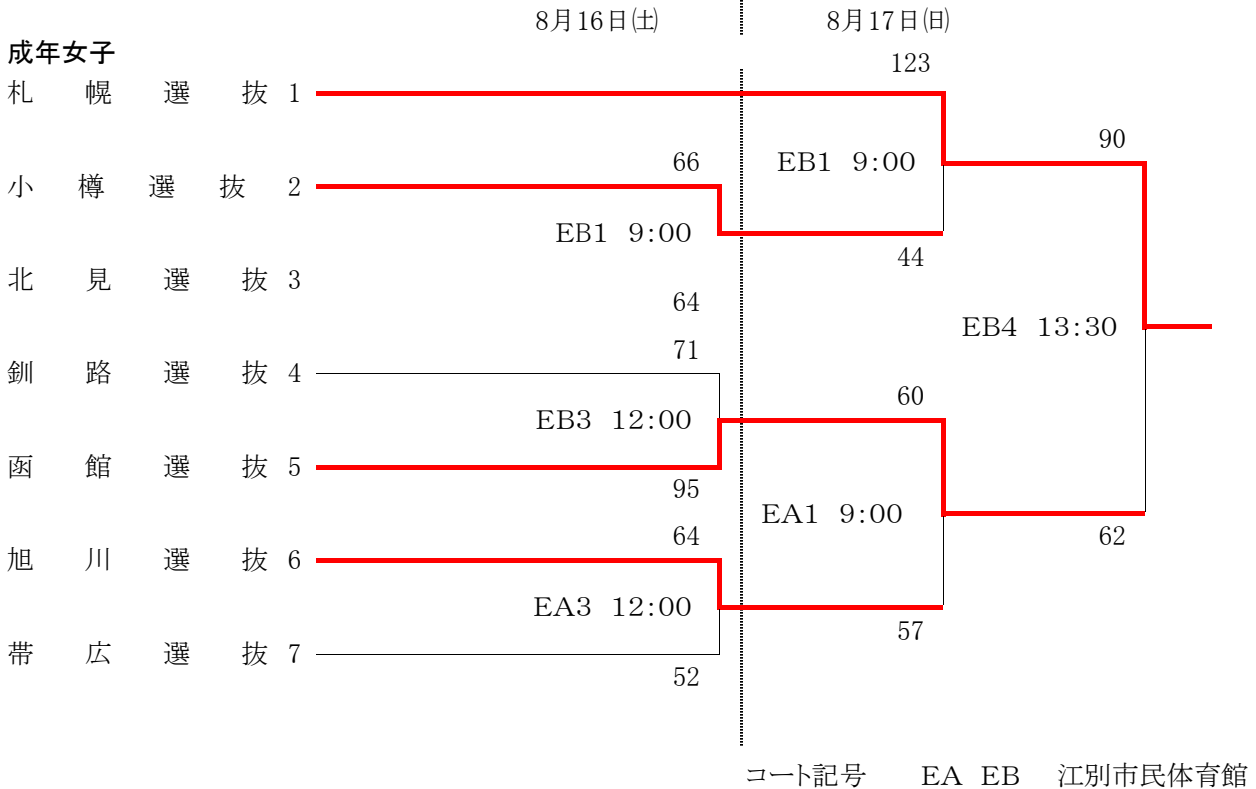 8月16日㈯ 8月17日㈰
成年女子
123
札幌選抜 1
90
66 EB1 9:00
小樽選抜 2
EB1 9:00
44
北見選抜 3
64
EB4 13:30
71
釧路選抜 4
60
EB3 12:00
函館選抜 5
95
EA1 9:00
64 62
旭川選抜 6
EA3 12:00
57
帯広選抜 7
52
コート記号 EA EB 江別市民体育館